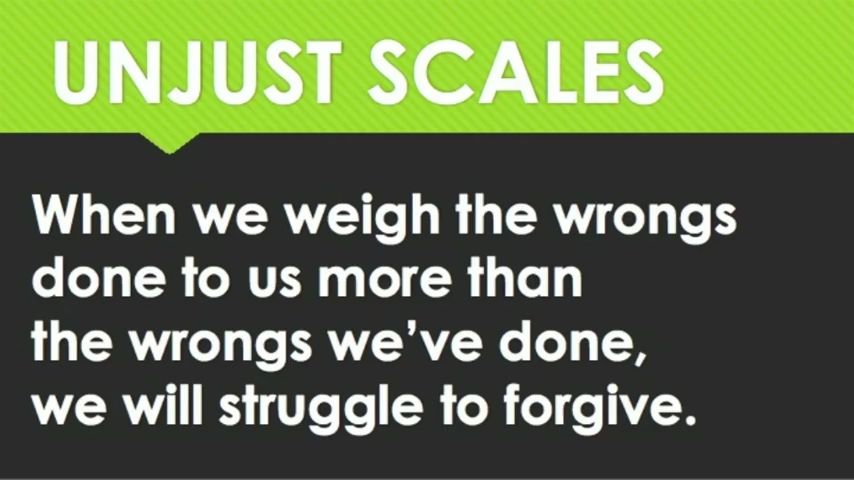 UNJUST SCALES
When we weigh the wrongs
done to us more than
the wrongs we’ve done,
we will struggle to forgive.